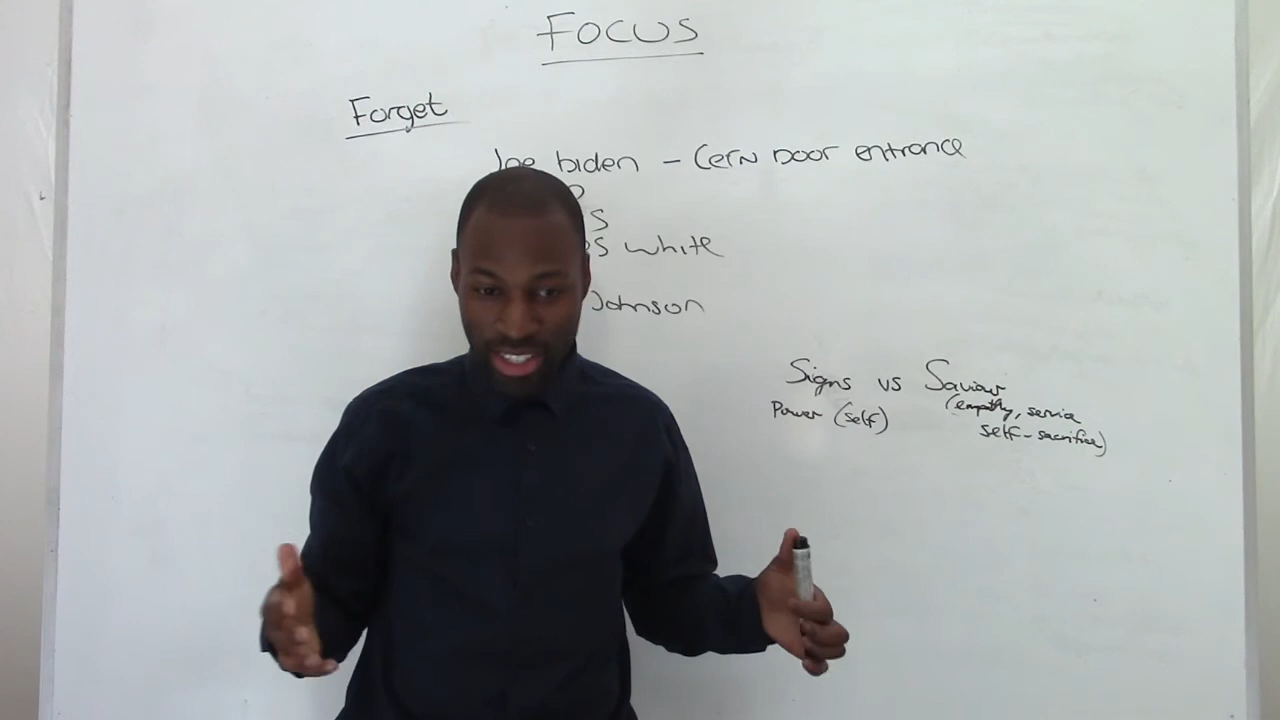 FOCUS
Forget
Joe biden - Cern Door entrance
white
Johnson
Signs vs Saviour
Power (self)
(empathy, service
self-sacrifice)